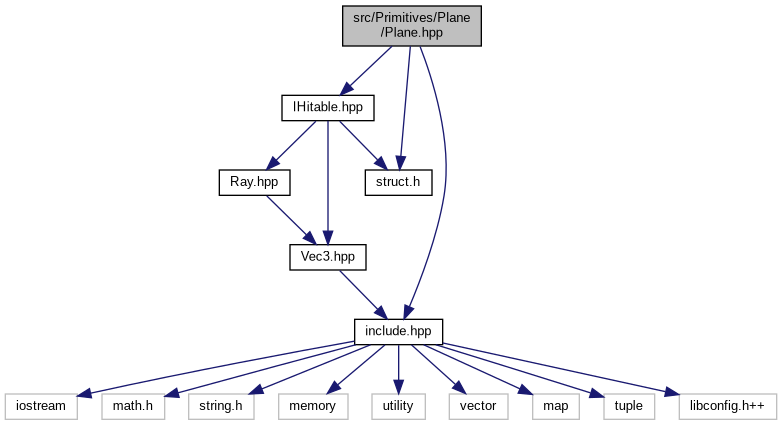 src/Primitives/Plane
/Plane.hpp
IHitable.hpp
Ray.hpp
struct.h
Vec3.hpp
include.hpp
iostream
math.h
string.h
memory
utility
vector
map
tuple
libconfig.h++